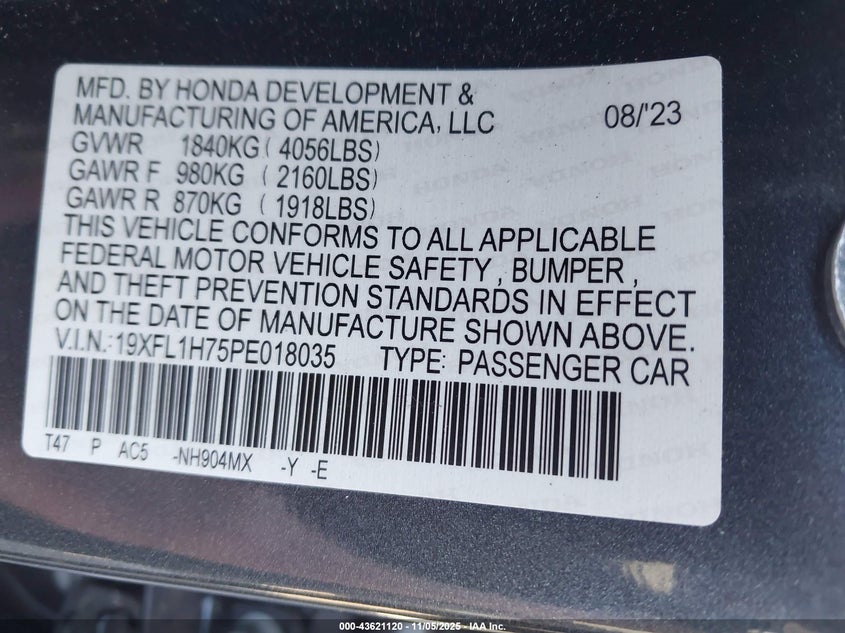 MFD. BY HONDA DEVELOPMENT &
MANUFACTURING OF AMERICA, LLC 08/'23
GVWR 1840KG ( 4056LBS)
GAWR F 980KG ( 2160LBS)
GAWR R 870KG ( 1918LBS)
THIS VEHICLE CONFORMS TO ALL APPLICABLE
FEDERAL MOTOR VEHICLE SAFETY , BUMPER ,
AND THEFT PREVENTION STANDARDS IN EFFECT
ON THE DATE OF MANUFACTURE SHOWN ABOVE.
V.I.N.:19XFL1H75PE018035 TYPE: PASSENGER CAR
T47 P AC5 -NH904MX -Y -E
000-43621120 - 11/05/2025 - IAA Inc.